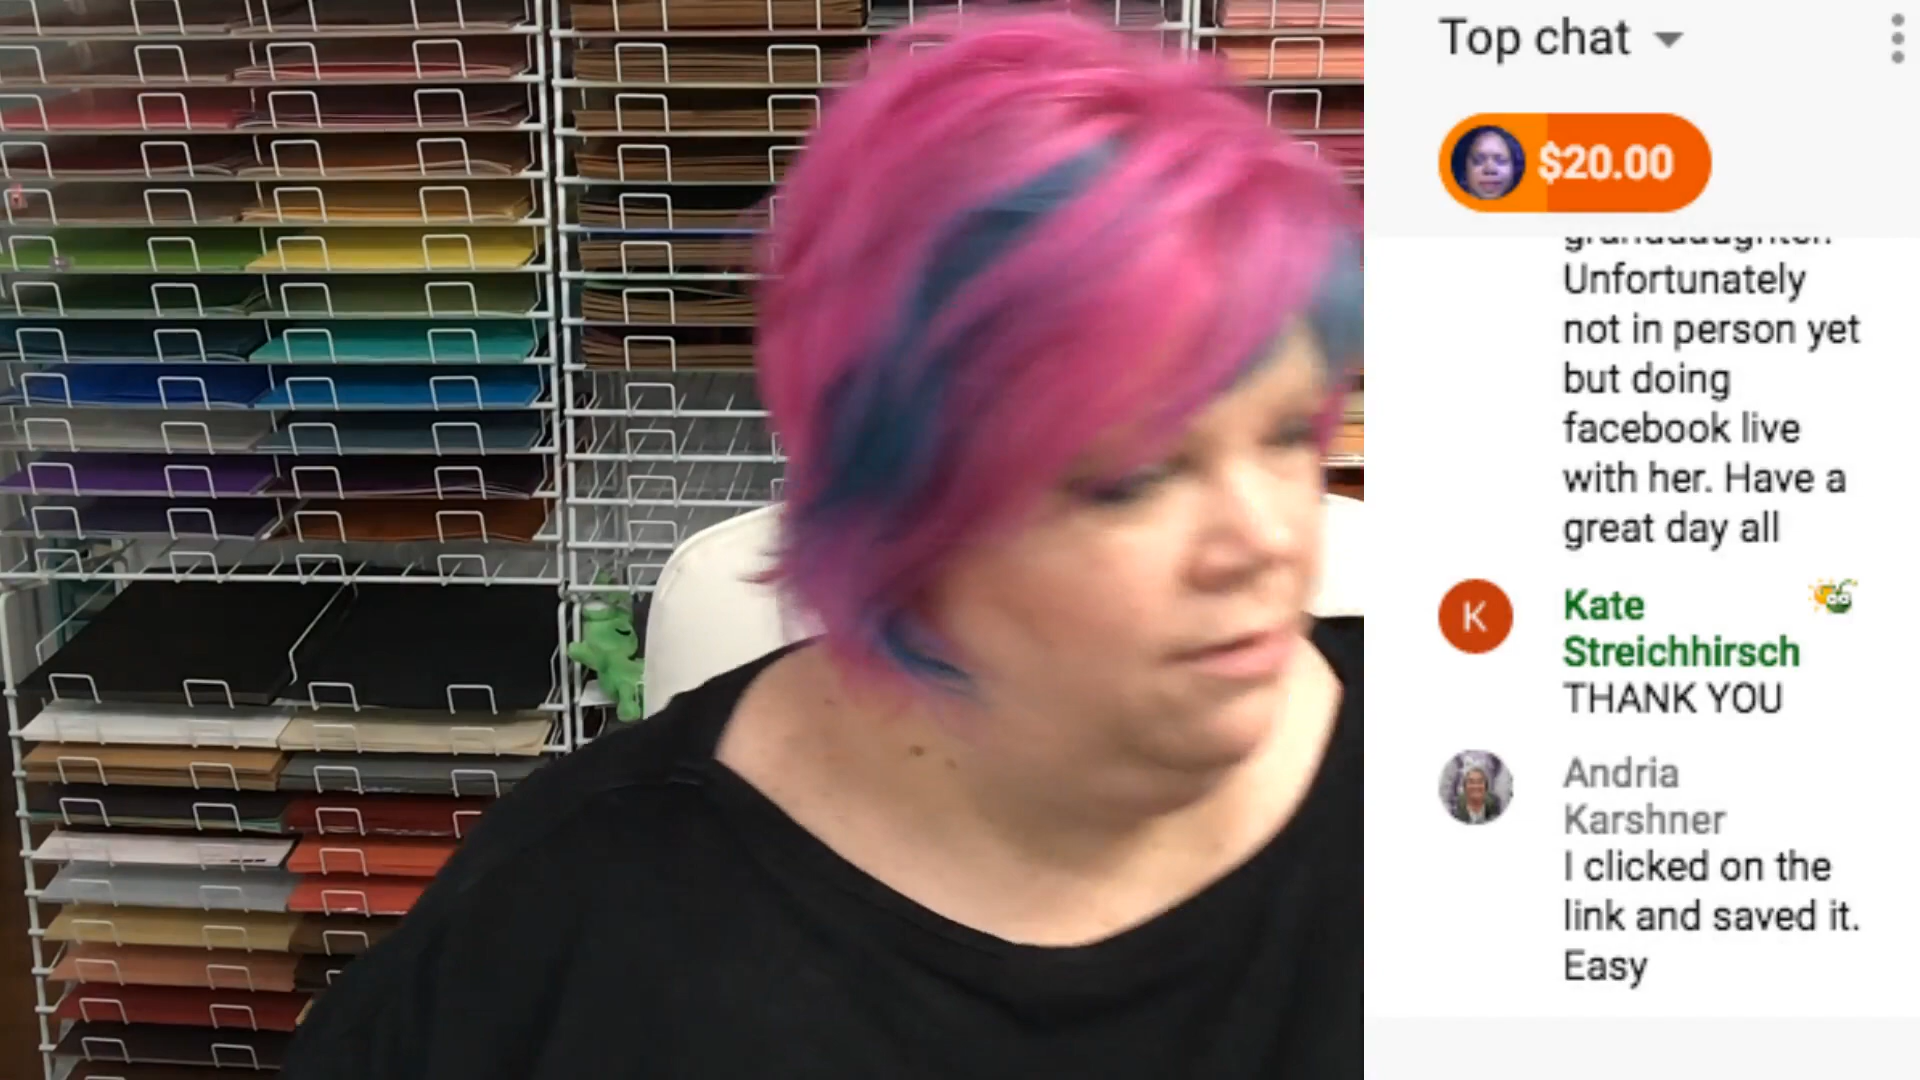 Top chat
$20.00
granddaughter.
Unfortunately
not in person yet
but doing
facebook live
with her. Have a
great day all
K
Kate
Streichhirsch
THANK YOU
Andria
Karshner
I clicked on the
link and saved it.
Easy